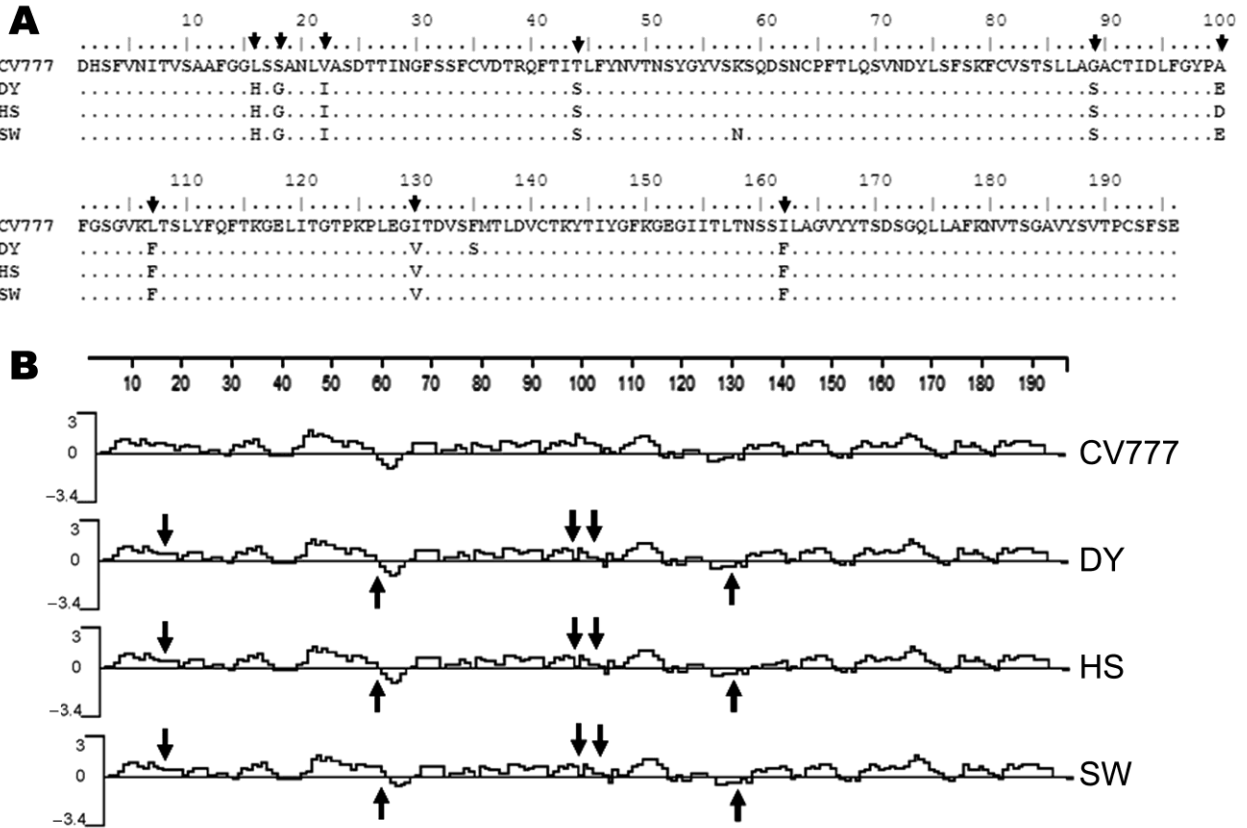 A
10 20 30 40 50 60 70 80 90 100
CV777 DHSFVNITVSAAFGGLSSANLVASDTTINGFSSFCVDTRQFTITLFYNVTNSYGYVSKSQDSNCPFTLQSVNDYLSFSKFCVSTSLLAGACTIDLFGYPA
DY ...............H.G...I.....................S............................................S..........E
HS ...............H.G...I.....................S............................................S..........D
SW ...............H.G...I.....................S.............N..............................S..........E
110 120 130 140 150 160 170 180 190
CV777 FGSGVKLTSLYFQFTKGELITGTPKPLEGITDVSFMTLDVCTKYTIYGFKGEGIITLTNSSILAGVYYTSDSGQLLAFKNVTSGAVYSVTPCSFSE
DY ......F......................V....S..........................F..................................
HS ......F......................V...............................F..................................
SW ......F......................V...............................F..................................
B
10 20 30 40 60 70 80 90 100 110 120 130 140 150 160 170 180 190
3
0
−3.4
CV777
3
0
−3.4
DY
3
0
−3.4
HS
3
0
−3.4
SW